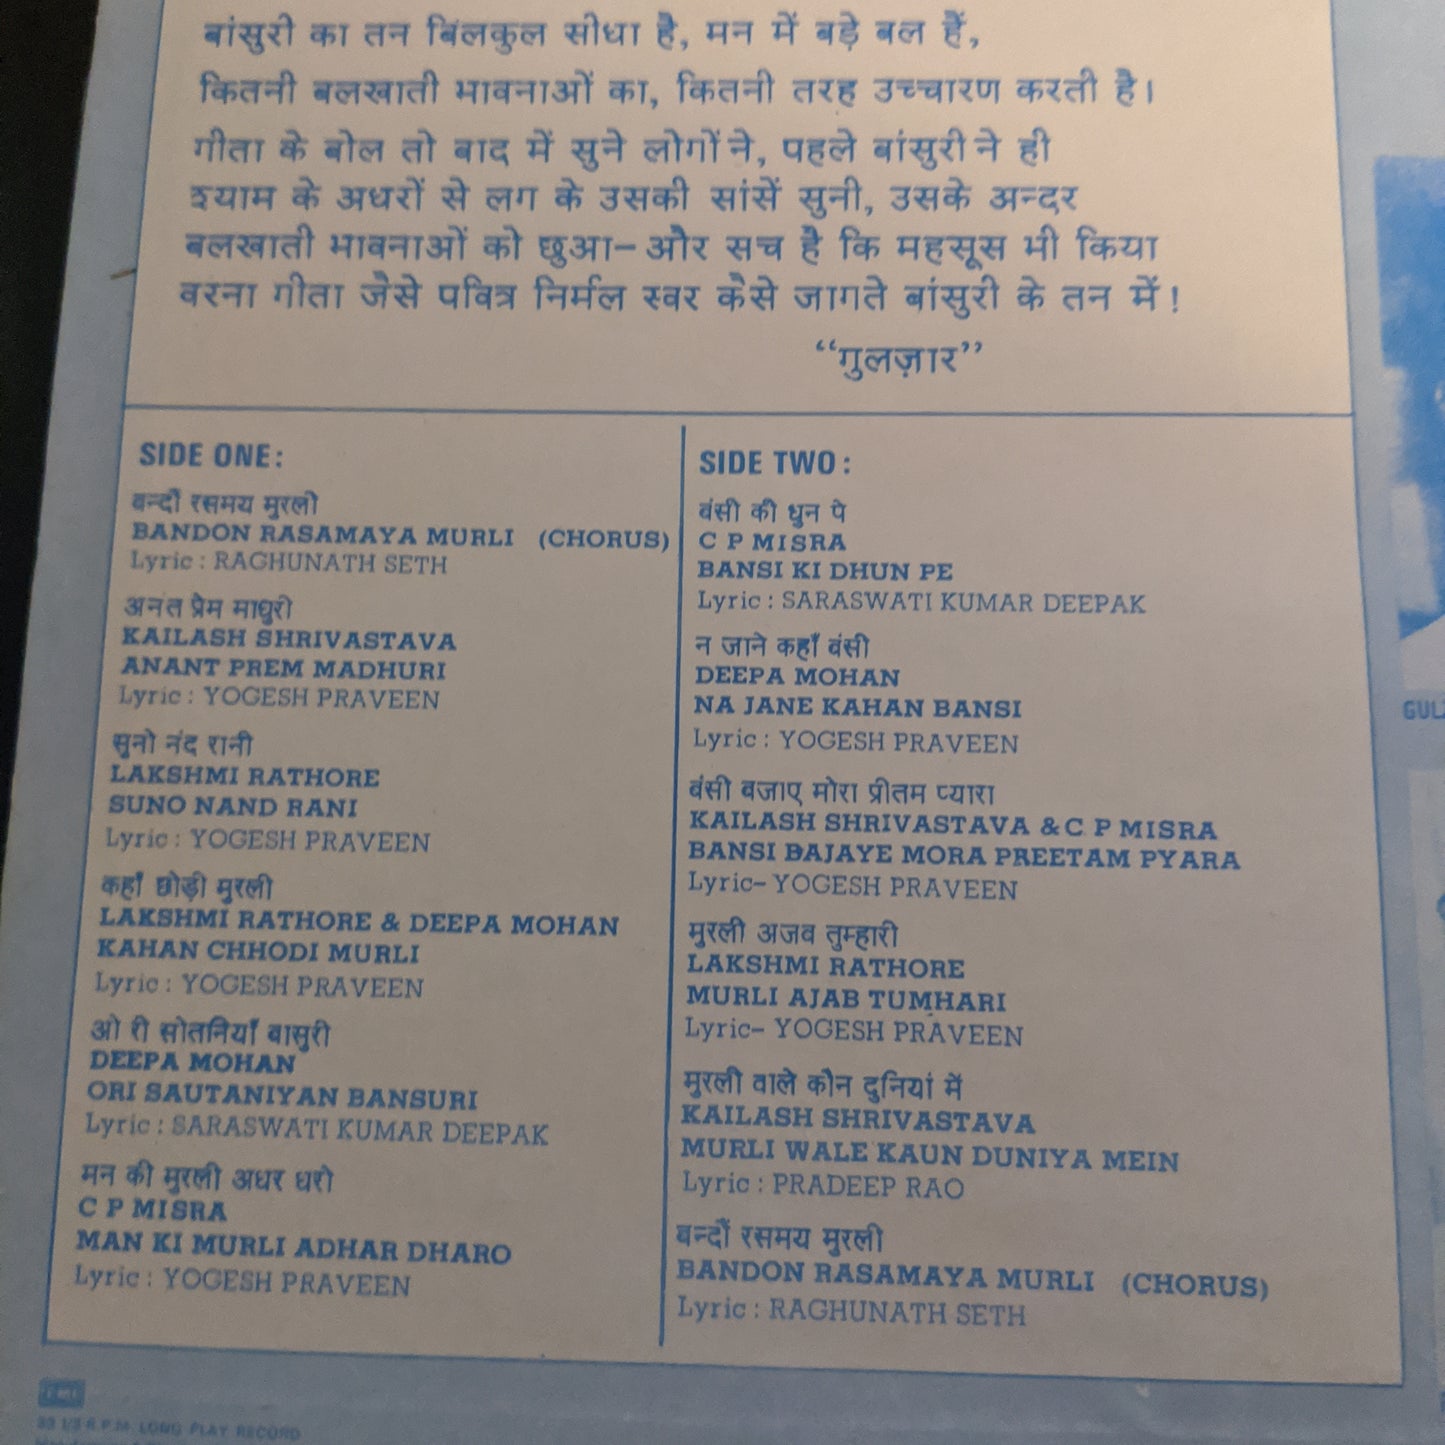 बांसुरी का तन बिलकुल सीधा है, मन में बड़े बल हैं,
कितनी बलखाती भावनाओं का, कितनी तरह उच्चारण करती है।
गीता के बोल तो बाद में सुने लोगों ने, पहले बांसुरी ने ही
श्याम के अधरों से लग के उसकी सांसें सुनी, उसके अन्दर
बलखाती भावनाओं को छुआ- और सच है कि महसूस भी किया
वरना गीता जैसे पवित्र निर्मल स्वर कैसे जागते बांसुरी के तन में!
“गुलज़ार”
SIDE ONE:
बन्दौं रसमय मुरली
BANDON RASAMAYA MURLI (CHORUS)
Lyric : RAGHUNATH SETH
अनत प्रेम माधुरी
KAILASH SHRIVASTAVA
ANANT PREM MADHURI
Lyric : YOGESH PRAVEEN
सुनो नंद रानी
LAKSHMI RATHORE
SUNO NAND RANI
Lyric : YOGESH PRAVEEN
कहाँ छोड़ी मुरली
LAKSHMI RATHORE & DEEPA MOHAN
KAHAN CHHODI MURLI
Lyric : YOGESH PRAVEEN
ओ री सोतनियाँ बासुरी
DEEPA MOHAN
ORI SAUTANIYAN BANSURI
Lyric : SARASWATI KUMAR DEEPAK
मन की मुरली अधर धरो
C P MISRA
MAN KI MURLI ADHAR DHARO
Lyric : YOGESH PRAVEEN
SIDE TWO :
बंसी की धुन पे
C P MISRA
BANSI KI DHUN PE
Lyric : SARASWATI KUMAR DEEPAK
न जाने कहाँ बंसी
DEEPA MOHAN
NA JANE KAHAN BANSI
Lyric : YOGESH PRAVEEN
बंसी बजाए मोरा प्रीतम प्यारा
KAILASH SHRIVASTAVA & C P MISRA
BANSI BAJAYE MORA PREETAM PYARA
Lyric- YOGESH PRAVEEN
मुरली अजब तुम्हारी
LAKSHMI RATHORE
MURLI AJAB TUMHARI
Lyric- YOGESH PRAVEEN
मुरली वाले कौन दुनियां में
KAILASH SHRIVASTAVA
MURLI WALE KAUN DUNIYA MEIN
Lyric : PRADEEP RAO
बन्दौं रसमय मुरली
BANDON RASAMAYA MURLI (CHORUS)
Lyric : RAGHUNATH SETH
EMI
33 1/3 R.P.M. LONG PLAY RECORD